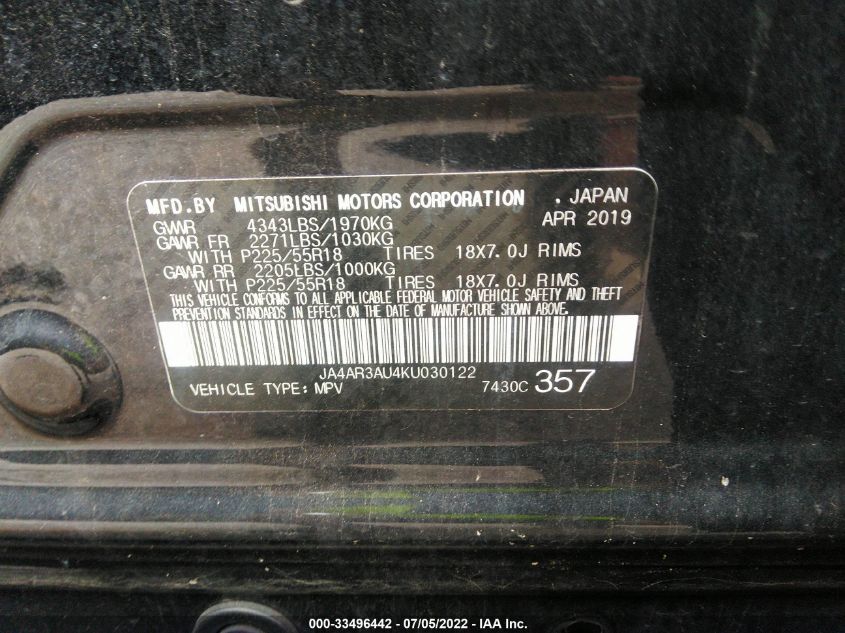 MFD.BY MITSUBISHI MOTORS CORPORATION . JAPAN
GVWR 4343LBS/1970KG APR 2019
GAWR FR 2271LBS/1030KG
WITH P225/55R18 TIRES 18X7.0J RIMS
GAWR RR 2205LBS/1000KG
WITH P225/55R18 TIRES 18X7.0J RIMS
THIS VEHICLE CONFORMS TO ALL APPLICABLE FEDERAL MOTOR VEHICLE SAFETY AND THEFT
PREVENTION STANDARDS IN EFFECT ON THE DATE OF MANUFACTURE SHOWN ABOVE.
JA4AR3AU4KU030122
VEHICLE TYPE: MPV 7430C 357
000-33496442 - 07/05/2022 - IAA Inc.